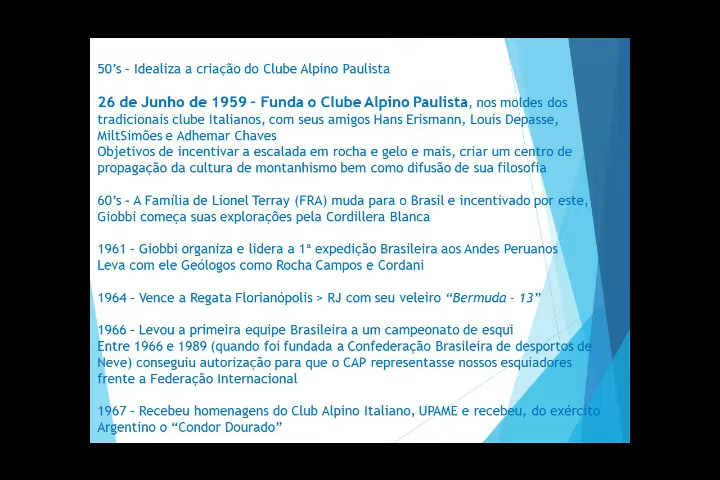 50’s – Idealiza a criação do Clube Alpino Paulista
26 de Junho de 1959 – Funda o Clube Alpino Paulista, nos moldes dos
tradicionais clube Italianos, com seus amigos Hans Erismann, Louis Depasse,
MiltSimões e Adhemar Chaves
Objetivos de incentivar a escalada em rocha e gelo e mais, criar um centro de
propagação da cultura de montanhismo bem como difusão de sua filosofia
60’s – A Família de Lionel Terray (FRA) muda para o Brasil e incentivado por este,
Giobbi começa suas explorações pela Cordillera Blanca
1961 – Giobbi organiza e lidera a 1ª expedição Brasileira aos Andes Peruanos
Leva com ele Geólogos como Rocha Campos e Cordani
1964 – Vence a Regata Florianópolis > RJ com seu veleiro “Bermuda - 13”
1966 – Levou a primeira equipe Brasileira a um campeonato de esqui
Entre 1966 e 1989 (quando foi fundada a Confederação Brasileira de desportos de
Neve) conseguiu autorização para que o CAP representasse nossos esquiadores
frente a Federação Internacional
1967 – Recebeu homenagens do Club Alpino Italiano, UPAME e recebeu, do exército
Argentino o “Condor Dourado”